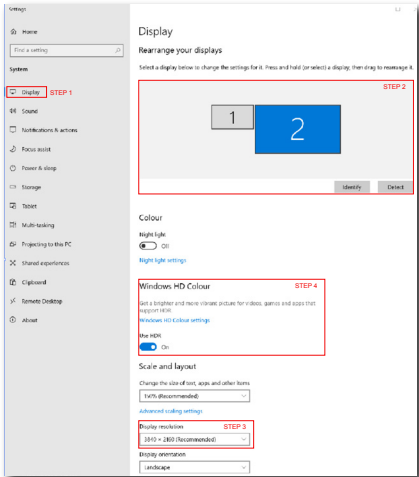 Settings
Home
Find a setting
System
Display STEP 1
Sound
Notifications & actions
Focus assist
Power & sleep
Storage
Tablet
Multi-tasking
Projecting to this PC
Shared experiences
Clipboard
Remote Desktop
About
Display
Rearrange your displays
Select a display below to change the settings for it. Press and hold (or select) a display, then drag to rearrange it.
STEP 2
1
2
Identify Detect
Colour
Night light
Off
Night light settings
Windows HD Colour STEP 4
Get a brighter and more vibrant picture for videos, games and apps that
support HDR.
Windows HD Colour settings
Use HDR
On
Scale and layout
Change the size of text, apps and other items
150% (Recommended)
Advanced scaling settings
Display resolution STEP 3
3840 × 2160 (Recommended)
Display orientation
Landscape